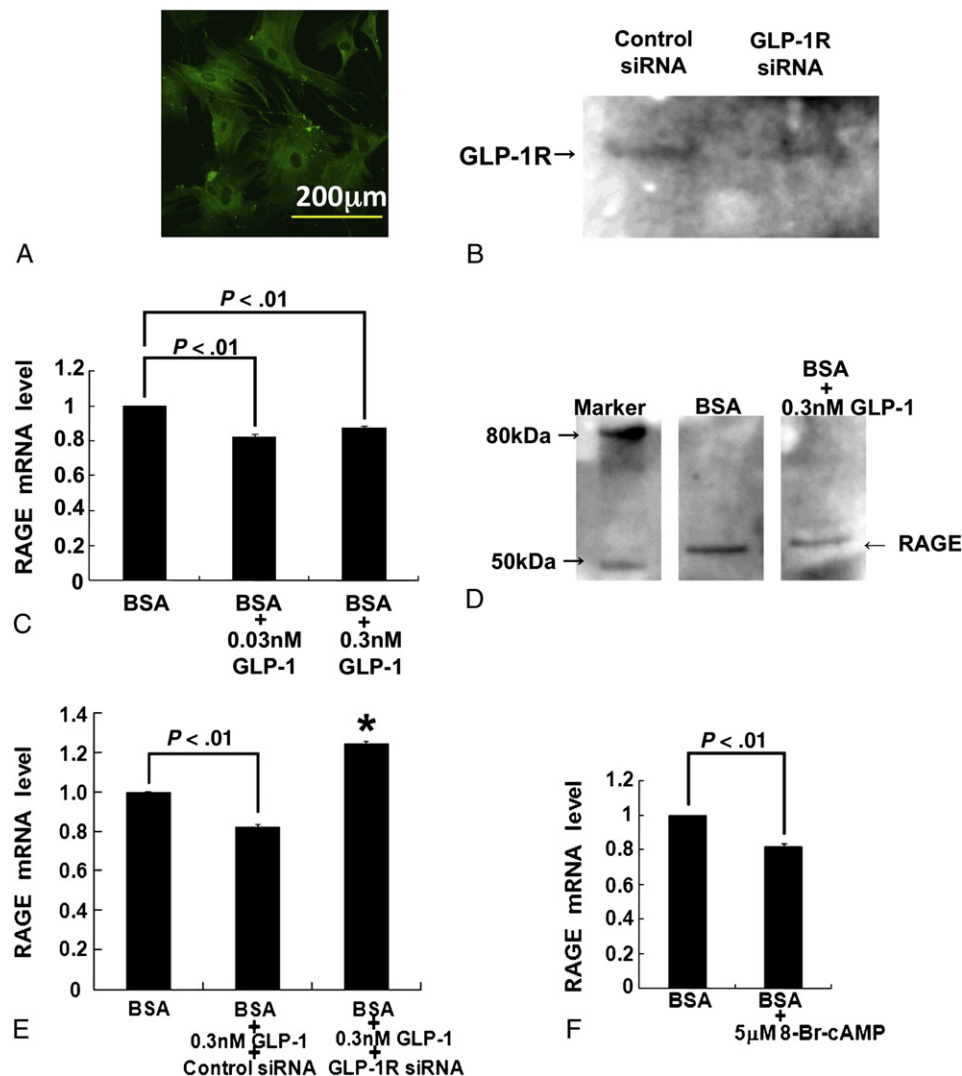 200μm
A
Control siRNA
GLP-1R siRNA
GLP-1R→
B
P < .01
P < .01
RAGE mRNA level
1.2
1
0.8
0.6
0.4
0.2
0
BSA
BSA + 0.03nM GLP-1
BSA + 0.3nM GLP-1
C
Marker
BSA
BSA + 0.3nM GLP-1
80kDa →
50kDa →
← RAGE
D
P < .01
*
RAGE mRNA level
1.4
1.2
1.0
0.8
0.6
0.4
0.2
0
BSA
BSA + 0.3nM GLP-1 + Control siRNA
BSA + 0.3nM GLP-1 + GLP-1R siRNA
E
P < .01
RAGE mRNA level
1.2
1
0.8
0.6
0.4
0.2
0
BSA
BSA + 5μM 8-Br-cAMP
F